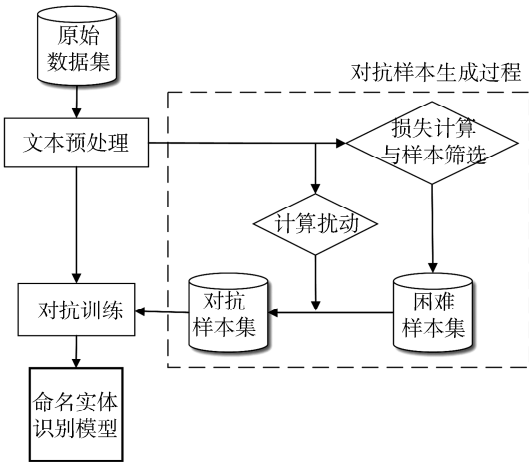 原始
数据集
对抗样本生成过程
文本预处理
损失计算
与样本筛选
计算扰动
对抗训练
对抗
样本集
困难
样本集
命名实体
识别模型